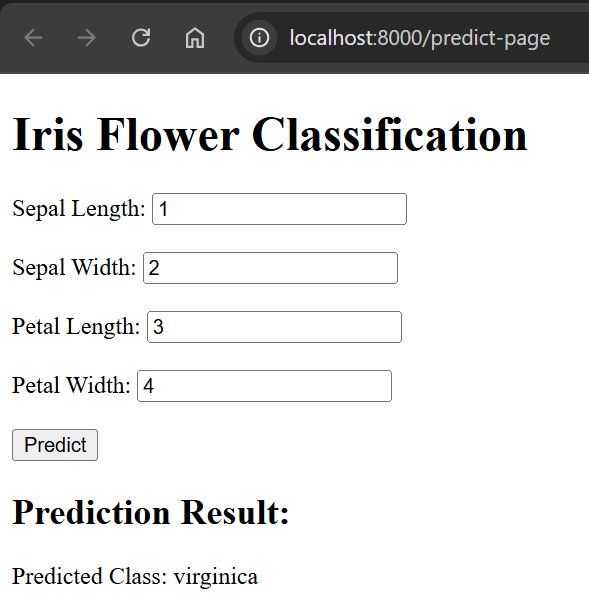 localhost:8000/predict-page
Iris Flower Classification
Sepal Length: 1
Sepal Width: 2
Petal Length: 3
Petal Width: 4
Predict
Prediction Result:
Predicted Class: virginica